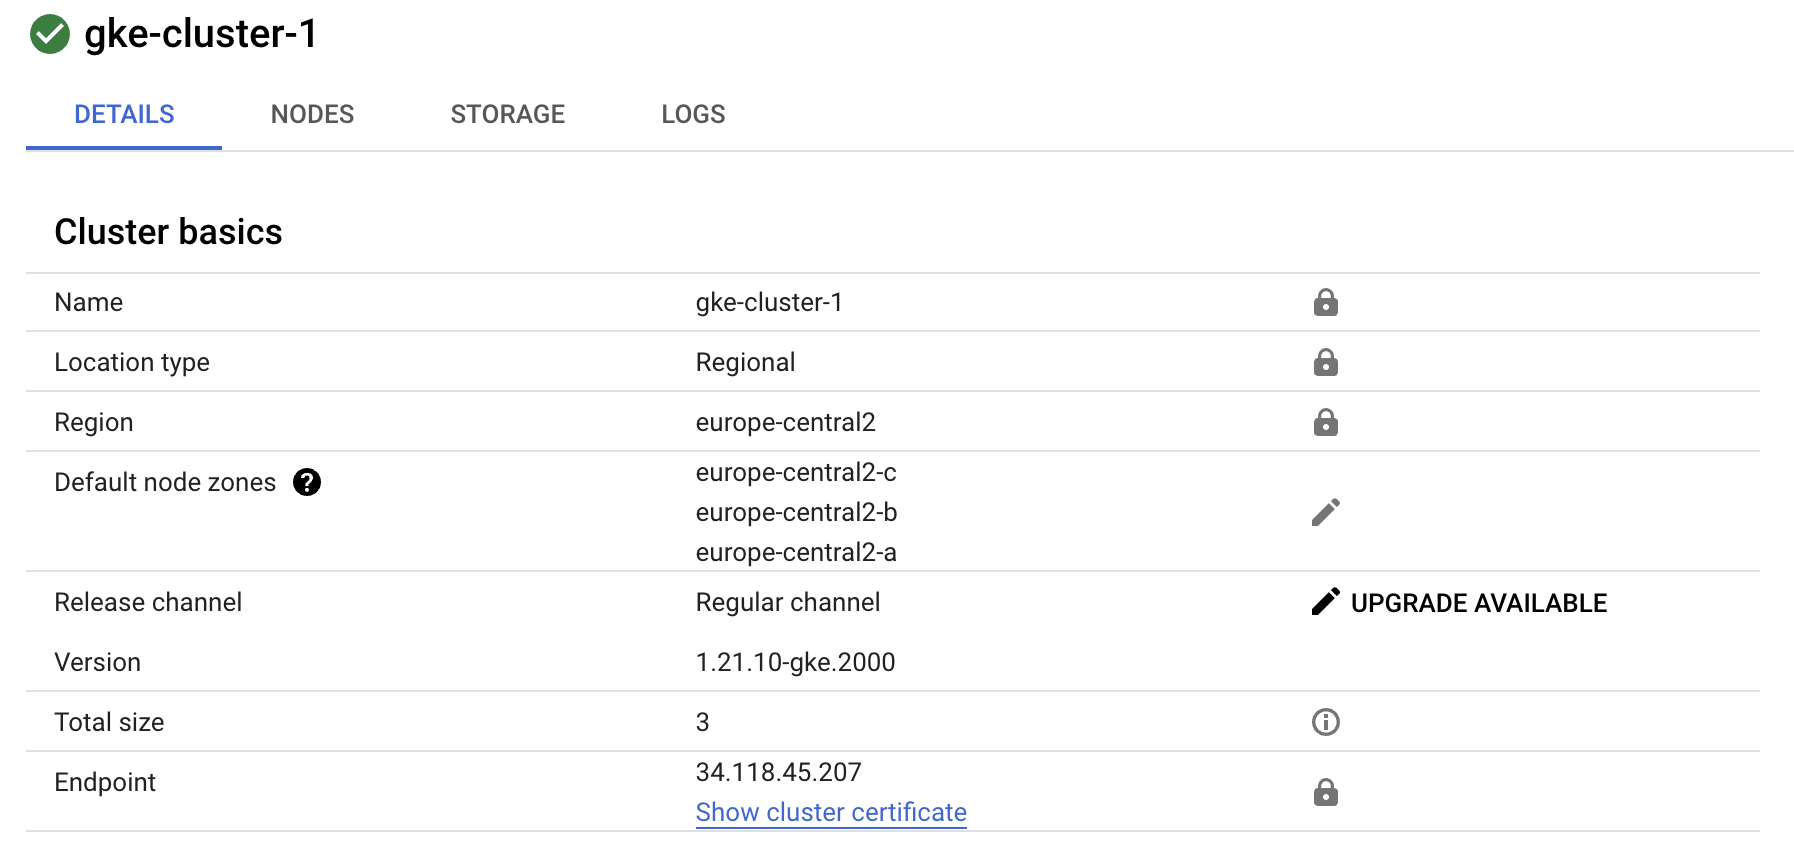 gke-cluster-1
DETAILS NODES STORAGE LOGS
Cluster basics
Name gke-cluster-1
Location type Regional
Region europe-central2
Default node zones europe-central2-c
europe-central2-b
europe-central2-a
Release channel Regular channel UPGRADE AVAILABLE
Version 1.21.10-gke.2000
Total size 3
Endpoint 34.118.45.207
Show cluster certificate